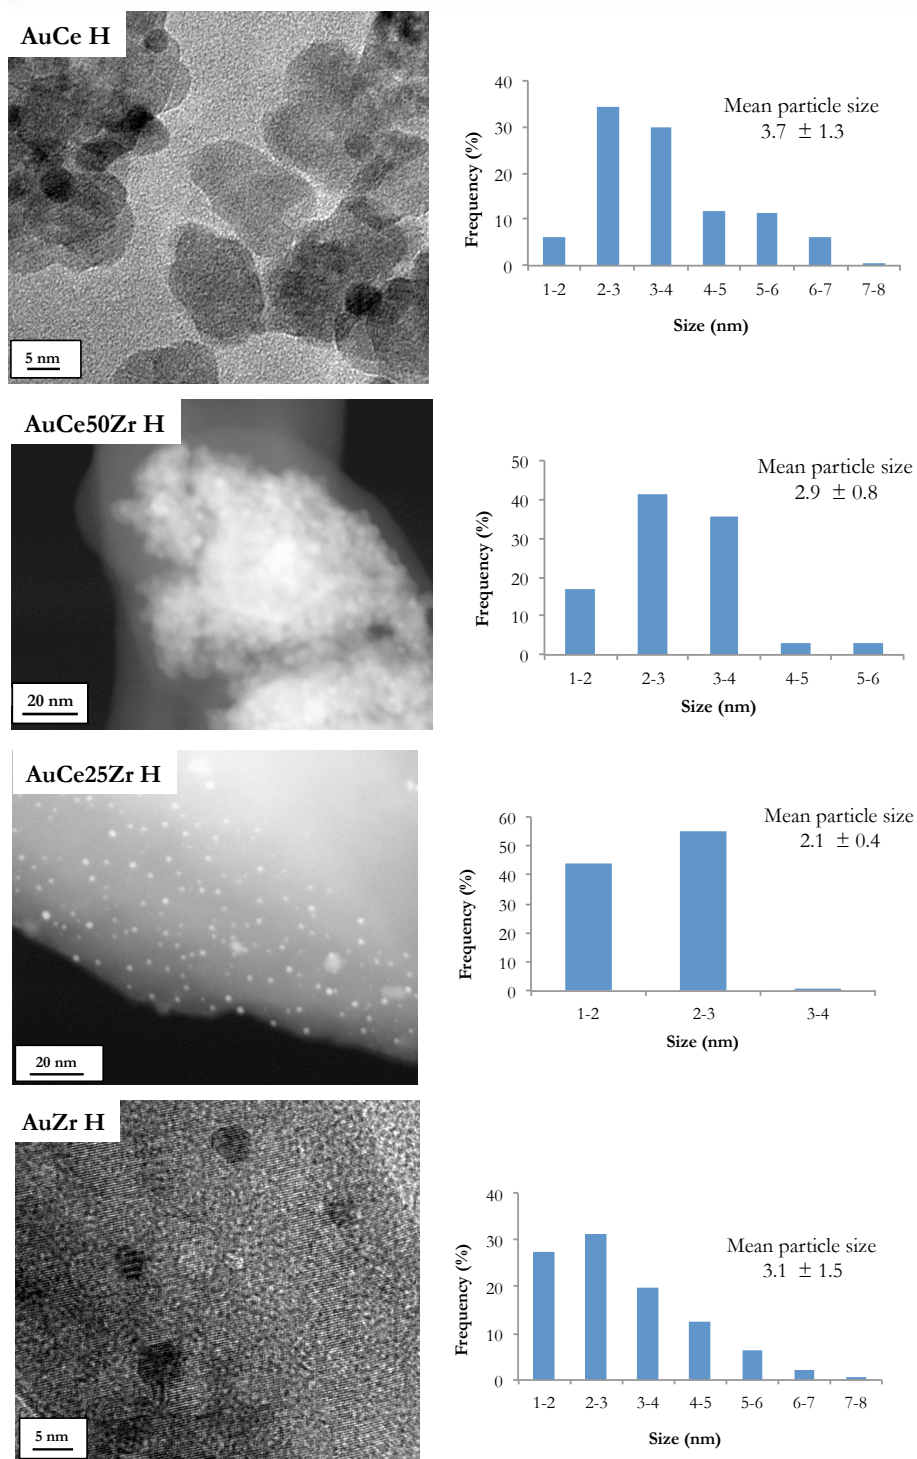 AuCe H
5 nm
Mean particle size
3.7 ± 1.3
Frequency (%)
40
30
20
10
0
1-2 2-3 3-4 4-5 5-6 6-7 7-8
Size (nm)
AuCe50Zr H
20 nm
Mean particle size
2.9 ± 0.8
Frequency (%)
50
40
30
20
10
0
1-2 2-3 3-4 4-5 5-6
Size (nm)
AuCe25Zr H
20 nm
Mean particle size
2.1 ± 0.4
Frequency (%)
60
50
40
30
20
10
0
1-2 2-3 3-4
Size (nm)
AuZr H
5 nm
Mean particle size
3.1 ± 1.5
Frequency (%)
40
30
20
10
0
1-2 2-3 3-4 4-5 5-6 6-7 7-8
Size (nm)